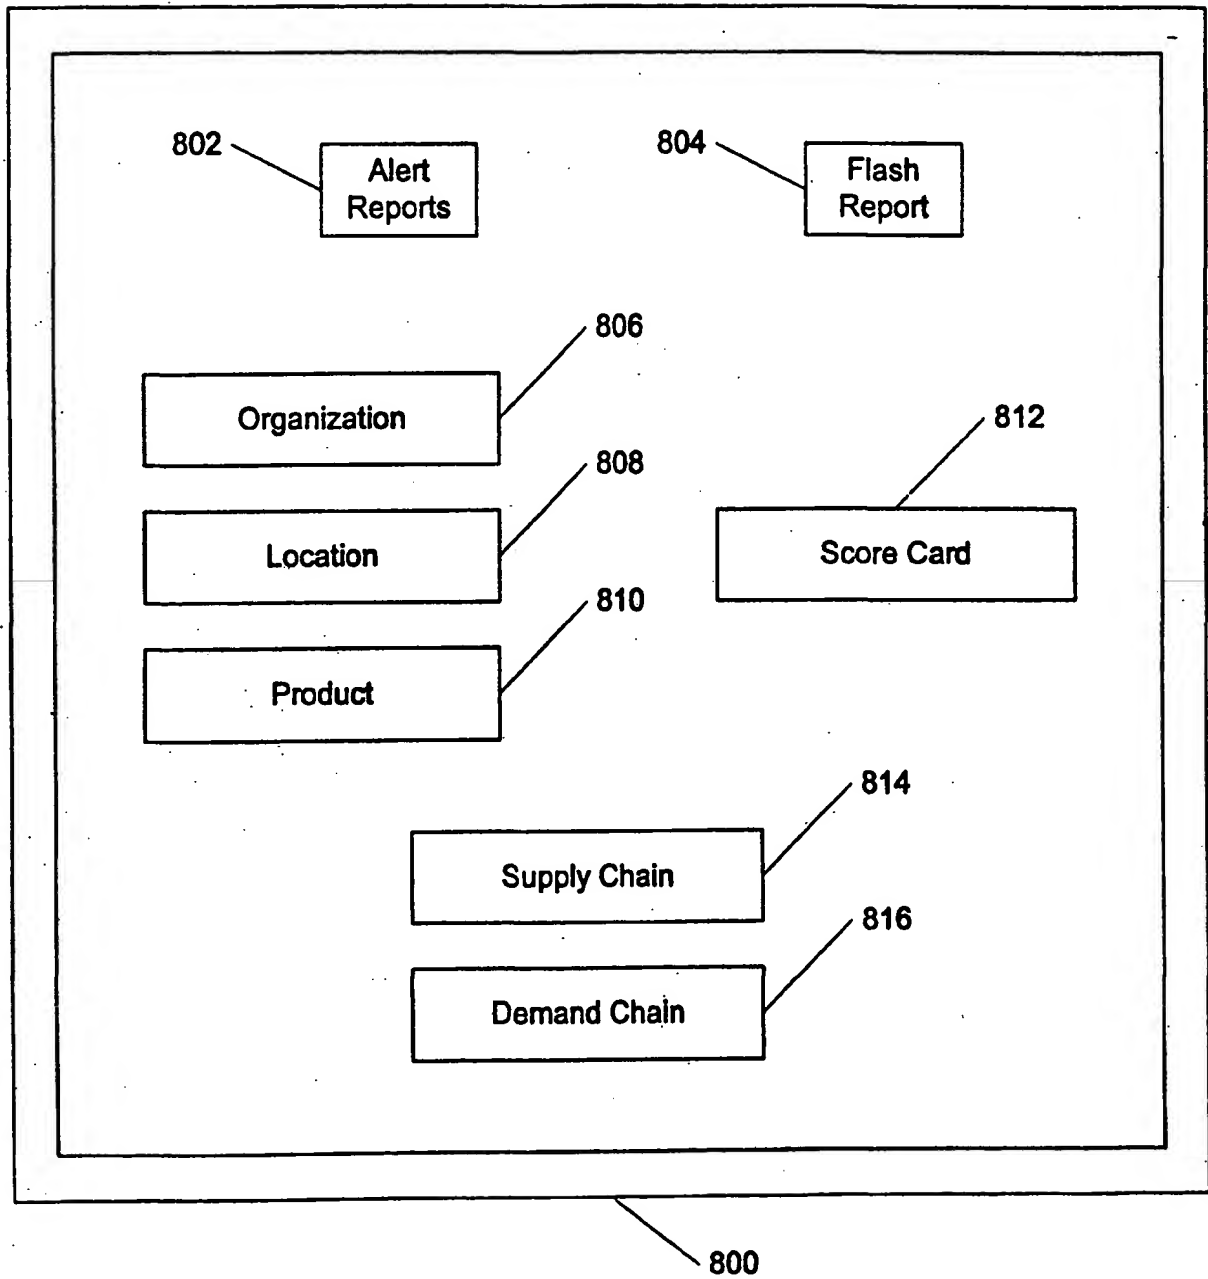 802
Alert
Reports
804
Flash
Report
806
Organization
812
808
Location
Score Card
810
Product
814
Supply Chain
816
Demand Chain
800